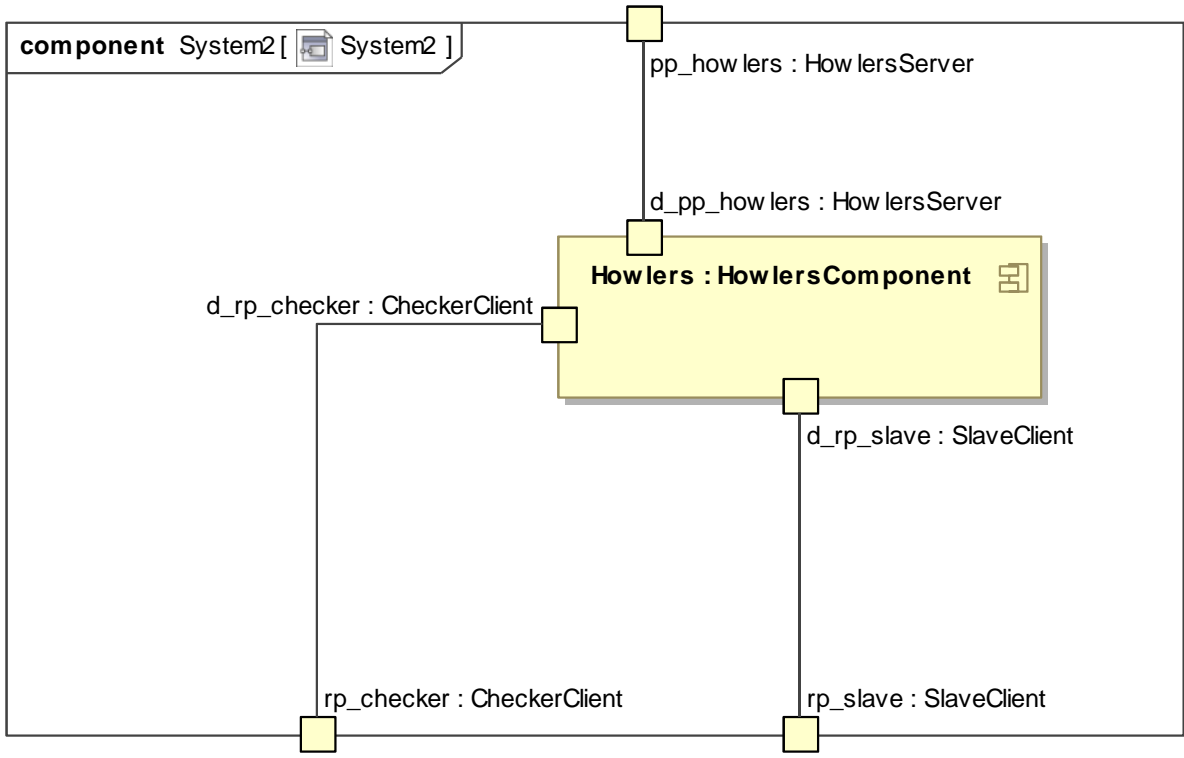 component System2 [ System2 ]
pp_howlers : HowlersServer
d_pp_howlers : HowlersServer
Howlers : HowlersComponent
d_rp_checker : CheckerClient
d_rp_slave : SlaveClient
rp_checker : CheckerClient
rp_slave : SlaveClient